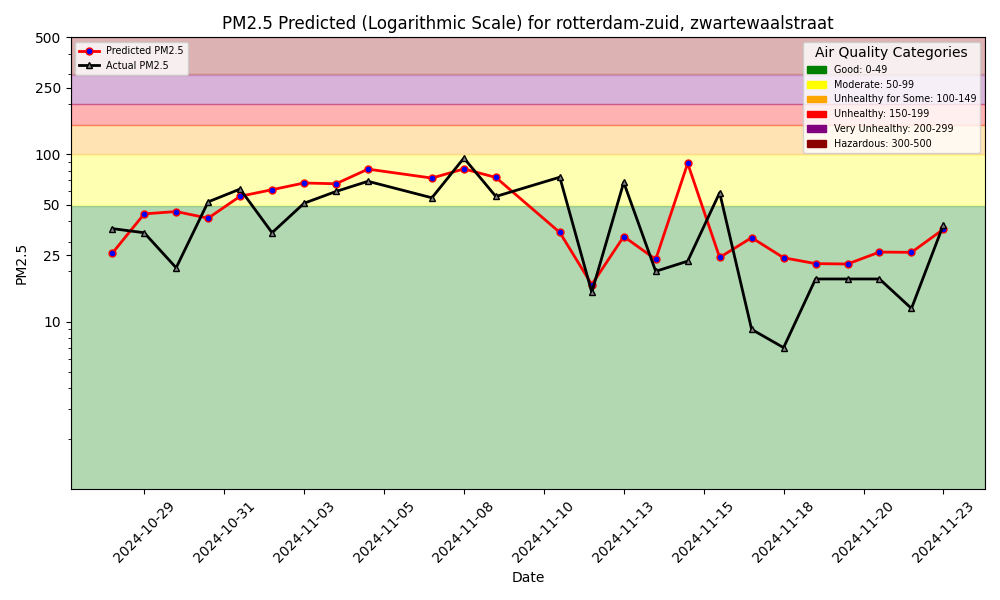 PM2.5 Predicted (Logarithmic Scale) for rotterdam-zuid, zwartewaalstraat
Predicted PM2.5
Actual PM2.5
Air Quality Categories
Good: 0-49
Moderate: 50-99
Unhealthy for Some: 100-149
Unhealthy: 150-199
Very Unhealthy: 200-299
Hazardous: 300-500
500
250
100
50
25
10
PM2.5
2024-10-29
2024-10-31
2024-11-03
2024-11-05
2024-11-08
2024-11-10
2024-11-13
2024-11-15
2024-11-18
2024-11-20
2024-11-23
Date